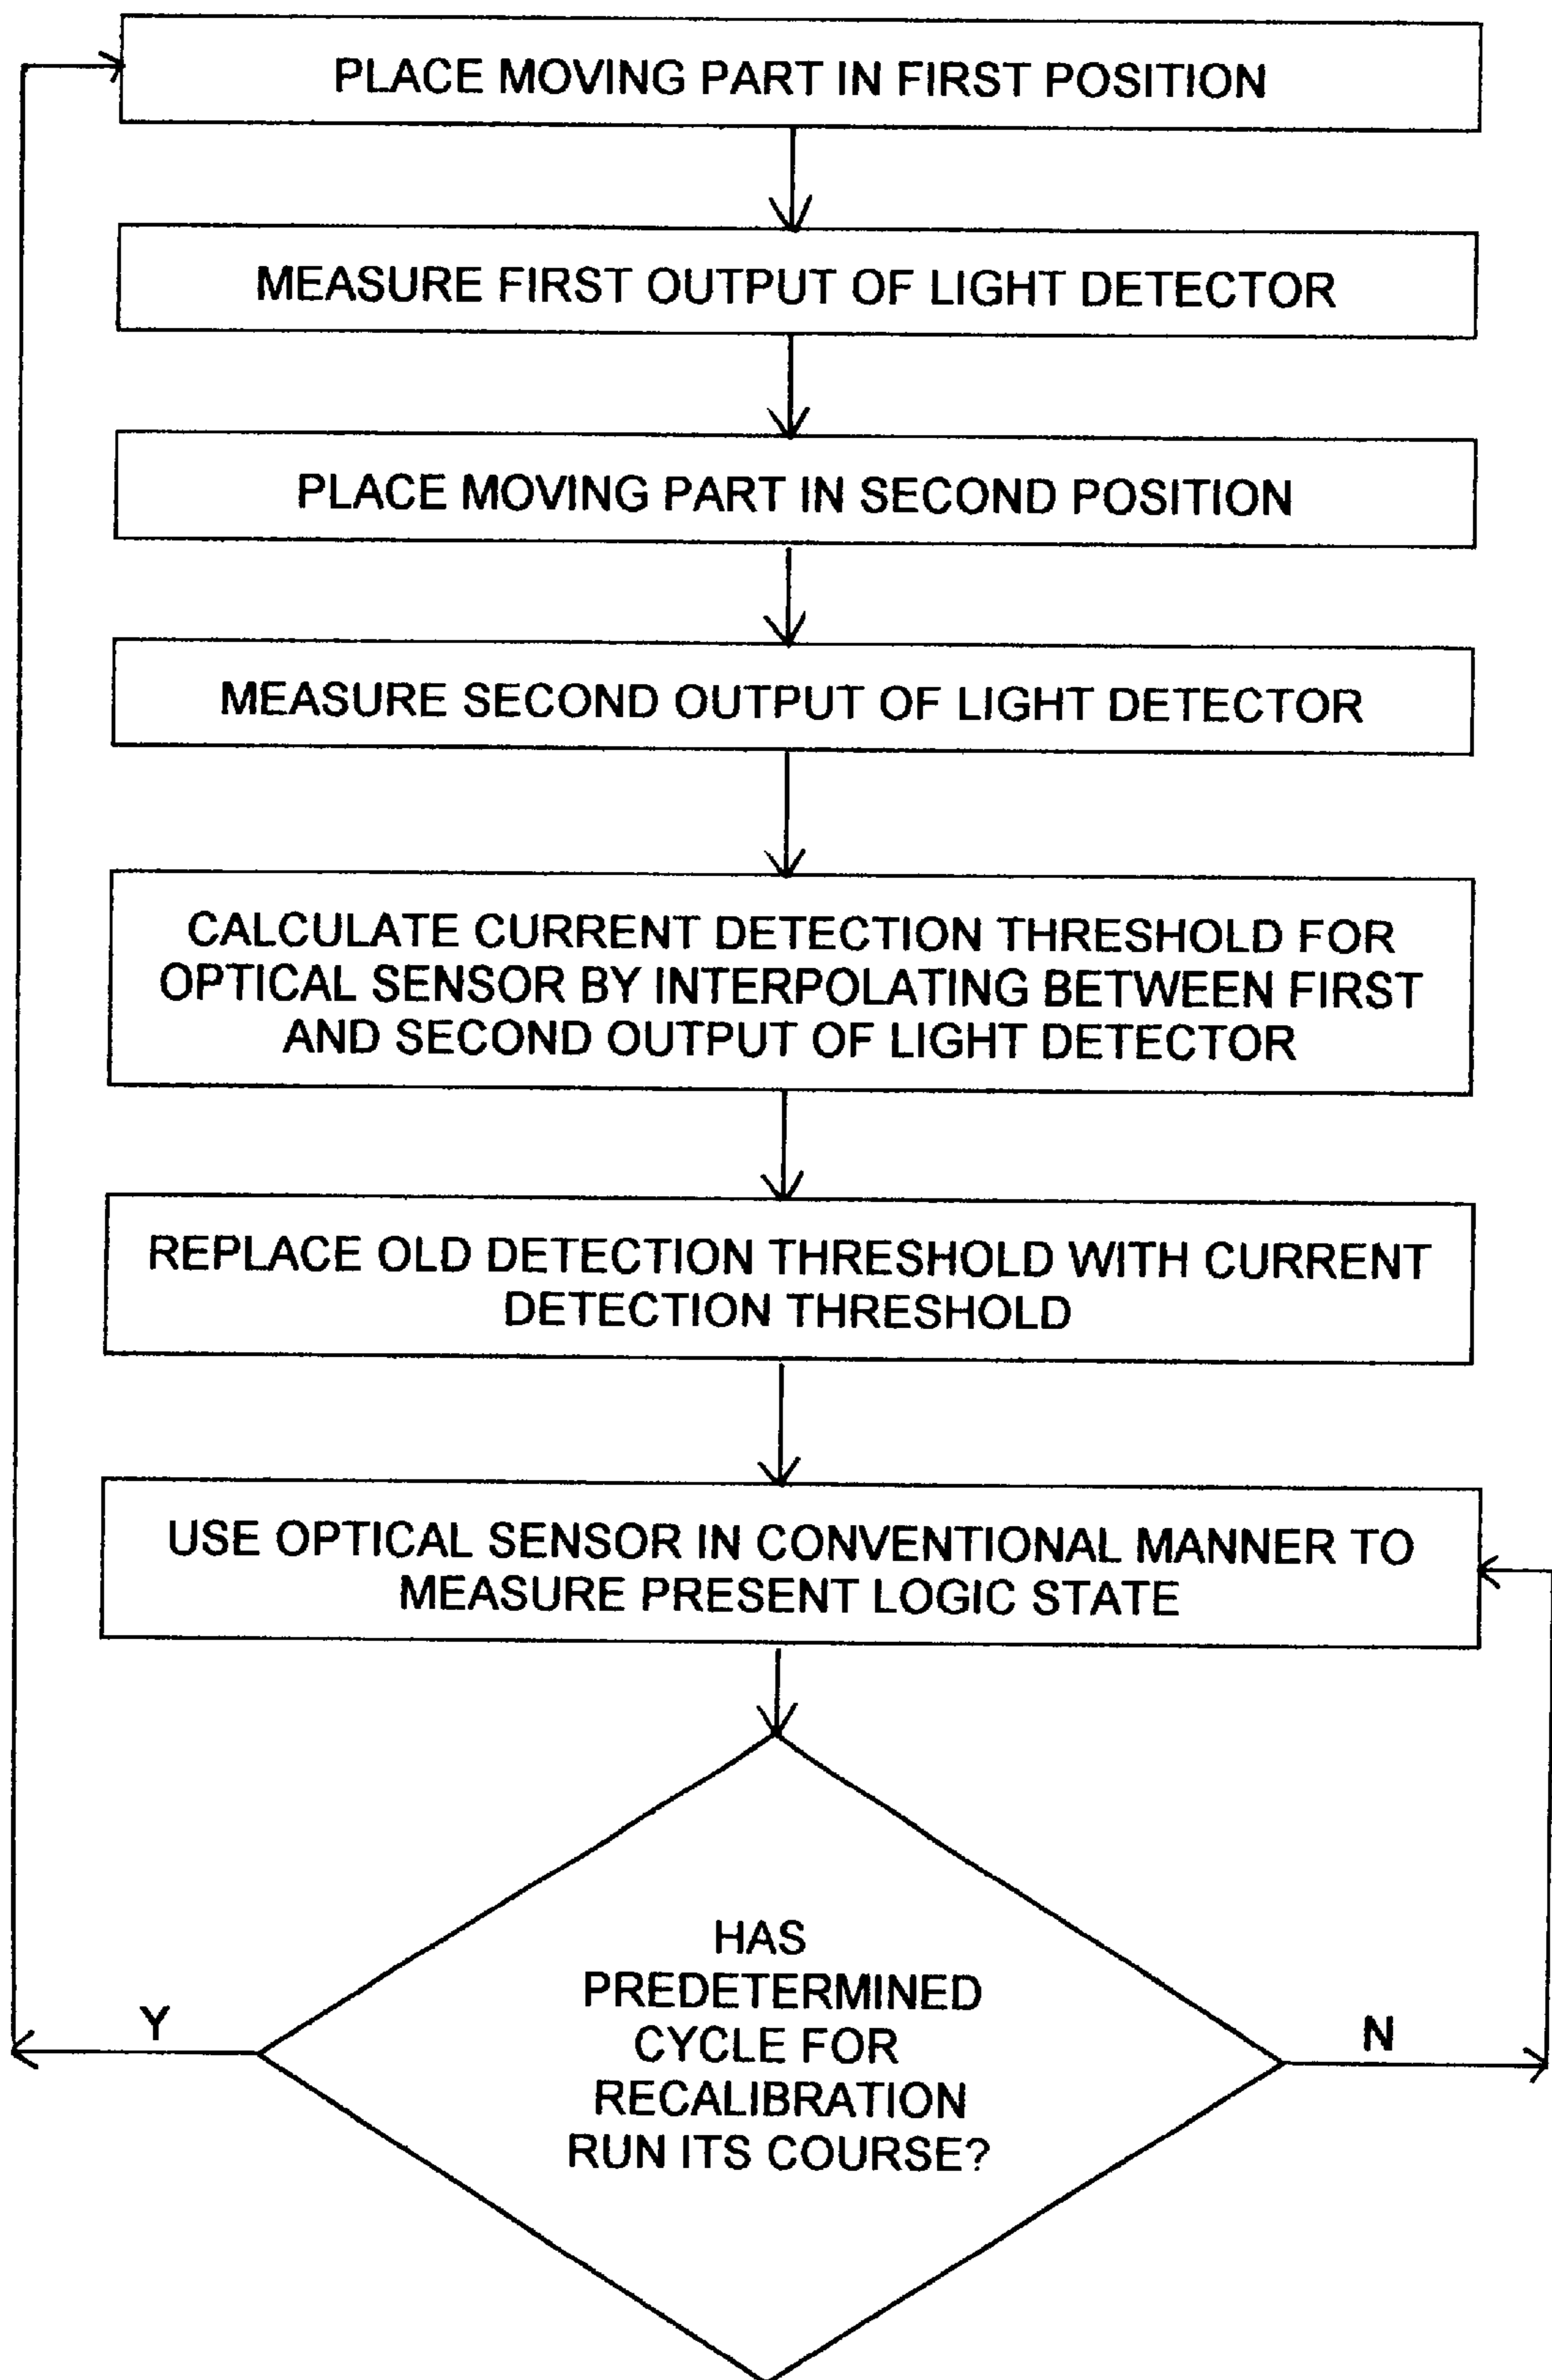 PLACE MOVING PART IN FIRST POSITION
MEASURE FIRST OUTPUT OF LIGHT DETECTOR
PLACE MOVING PART IN SECOND POSITION
MEASURE SECOND OUTPUT OF LIGHT DETECTOR
CALCULATE CURRENT DETECTION THRESHOLD FOR
OPTICAL SENSOR BY INTERPOLATING BETWEEN FIRST
AND SECOND OUTPUT OF LIGHT DETECTOR
REPLACE OLD DETECTION THRESHOLD WITH CURRENT
DETECTION THRESHOLD
USE OPTICAL SENSOR IN CONVENTIONAL MANNER TO
MEASURE PRESENT LOGIC STATE
HAS
PREDETERMINED
CYCLE FOR
RECALIBRATION
RUN ITS COURSE?
Y
N